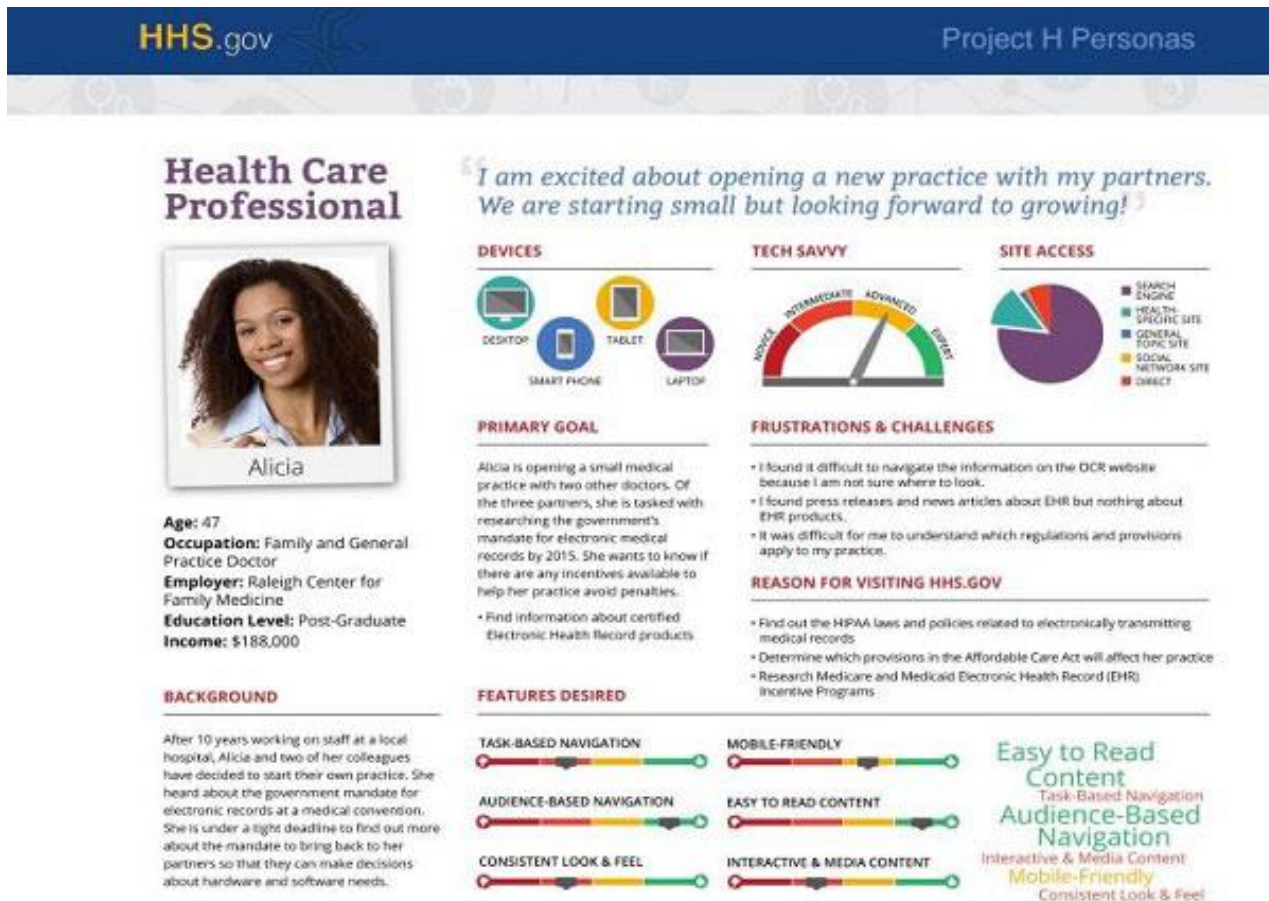 HHS.gov
Project H Personas
Health Care
Professional
“I am excited about opening a new practice with my partners.
We are starting small but looking forward to growing!”
Alicia
Age: 47
Occupation: Family and General
Practice Doctor
Employer: Raleigh Center for
Family Medicine
Education Level: Post-Graduate
Income: $188,000
BACKGROUND
After 10 years working on staff at a local
hospital, Alicia and two of her colleagues
have decided to start their own practice. She
heard about the government mandate for
electronic records at a medical convention.
She is under a tight deadline to find out more
about the mandate to bring back to her
partners so that they can make decisions
about hardware and software needs.
DEVICES
DESKTOP
SMART PHONE
TABLET
LAPTOP
TECH SAVVY
NOVICE
INTERMEDIATE
ADVANCED
EXPERT
SITE ACCESS
SEARCH
ENGINE
HEALTH-
SPECIFIC SITE
GENERAL
TOPIC SITE
SOCIAL
NETWORK SITE
DIRECT
PRIMARY GOAL
Alicia is opening a small medical
practice with two other doctors. Of
the three partners, she is tasked with
researching the government's
mandate for electronic medical
records by 2015. She wants to know if
there are any incentives available to
help her practice avoid penalties.
• Find information about certified
Electronic Health Record products
FRUSTRATIONS & CHALLENGES
• I found it difficult to navigate the information on the OCR website
because I am not sure where to look.
• I found press releases and news articles about EHR but nothing about
EHR products.
• It was difficult for me to understand which regulations and provisions
apply to my practice.
REASON FOR VISITING HHS.GOV
• Find out the HIPAA laws and policies related to electronically transmitting
medical records
• Determine which provisions in the Affordable Care Act will affect her practice
• Research Medicare and Medicaid Electronic Health Record (EHR)
Incentive Programs
FEATURES DESIRED
TASK-BASED NAVIGATION
MOBILE-FRIENDLY
AUDIENCE-BASED NAVIGATION
EASY TO READ CONTENT
CONSISTENT LOOK & FEEL
INTERACTIVE & MEDIA CONTENT
Easy to Read
Content
Task-Based Navigation
Audience-Based
Navigation
Interactive & Media Content
Mobile-Friendly
Consistent Look & Feel